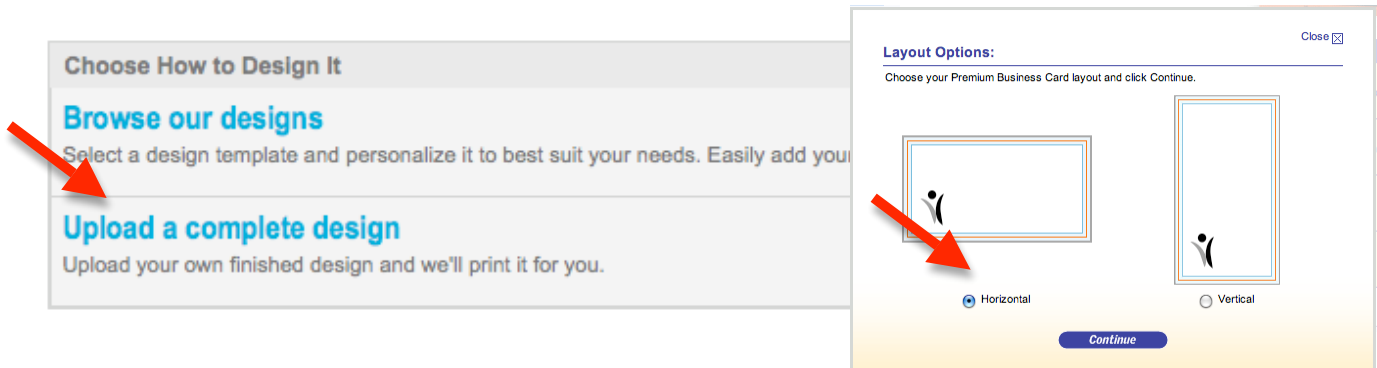 Choose How to Design It
Browse our designs
Select a design template and personalize it to best suit your needs. Easily add your
Upload a complete design
Upload your own finished design and we'll print it for you.
Close
Layout Options:
Choose your Premium Business Card layout and click Continue.
Horizontal
Vertical
Continue